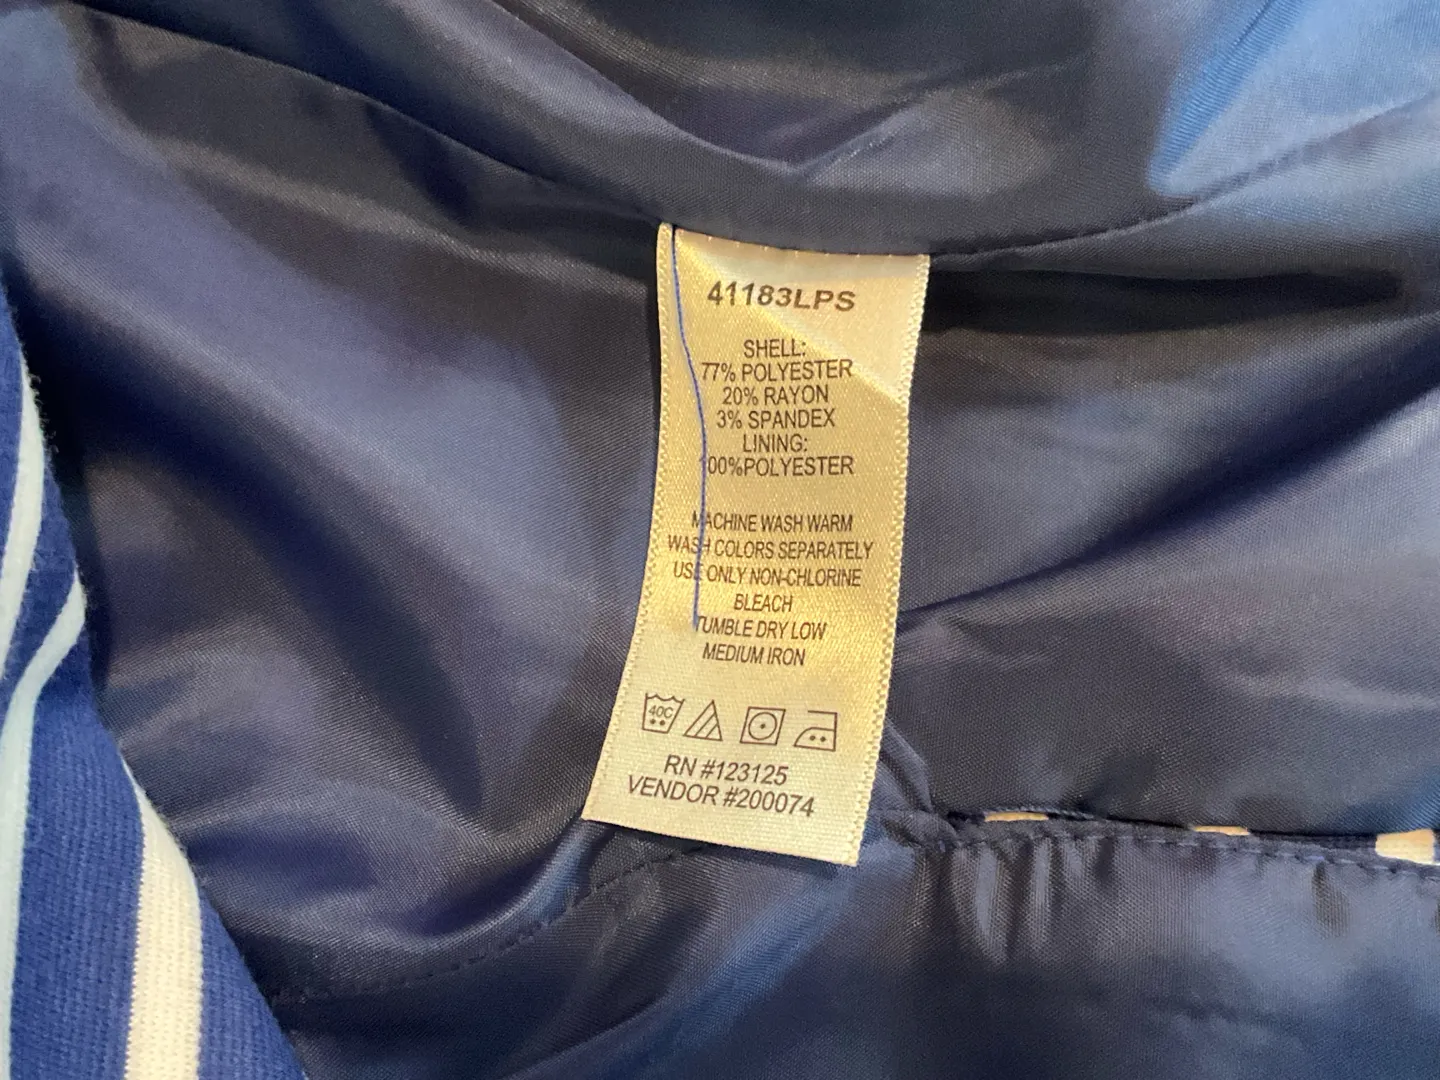 41183LPS
SHELL:
77% POLYESTER
20% RAYON
3% SPANDEX
LINING:
100%POLYESTER
MACHINE WASH WARM
WASH COLORS SEPARATELY
USE ONLY NON-CHLORINE
BLEACH
TUMBLE DRY LOW
MEDIUM IRON
40C
RN #123125
VENDOR #200074